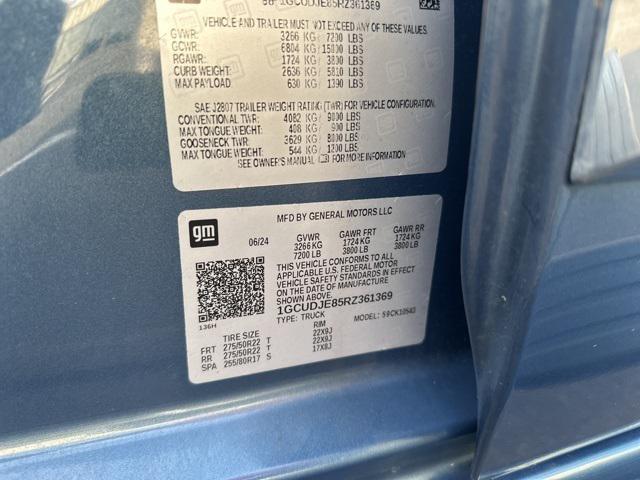 1GCUDJE85RZ361369
VEHICLE AND TRAILER MUST NOT EXCEED ANY OF THESE VALUES.
GVWR: 3266 KG/ 7200 LBS
GCWR: 6804 KG/ 15000 LBS
RGAWR: 1724 KG/ 3800 LBS
CURB WEIGHT: 2636 KG/ 5810 LBS
MAX PAYLOAD: 630 KG/ 1390 LBS
SAE J2807 TRAILER WEIGHT RATING (TWR) FOR VEHICLE CONFIGURATION.
CONVENTIONAL TWR: 4082 KG/ 9000 LBS
MAX TONGUE WEIGHT: 408 KG/ 900 LBS
GOOSENECK TWR: 3629 KG/ 8000 LBS
MAX TONGUE WEIGHT: 544 KG/ 1200 LBS
SEE OWNER'S MANUAL FOR MORE INFORMATION
gm
MFD BY GENERAL MOTORS LLC
06/24 GVWR GAWR FRT GAWR RR
3266 KG 1724 KG 1724 KG
7200 LB 3800 LB 3800 LB
THIS VEHICLE CONFORMS TO ALL
APPLICABLE U.S. FEDERAL MOTOR
VEHICLE SAFETY STANDARDS IN EFFECT
ON THE DATE OF MANUFACTURE
SHOWN ABOVE.
1GCUDJE85RZ361369
TYPE: TRUCK MODEL: 59CK10543
136H
TIRE SIZE RIM
FRT 275/50R22 T 22X9J
RR 275/50R22 T 22X9J
SPA 255/80R17 S 17X8J